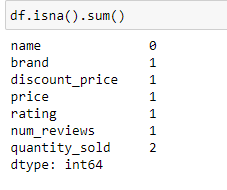 df.isna().sum()
name 0
brand 1
discount_price 1
price 1
rating 1
num_reviews 1
quantity_sold 2
dtype: int64